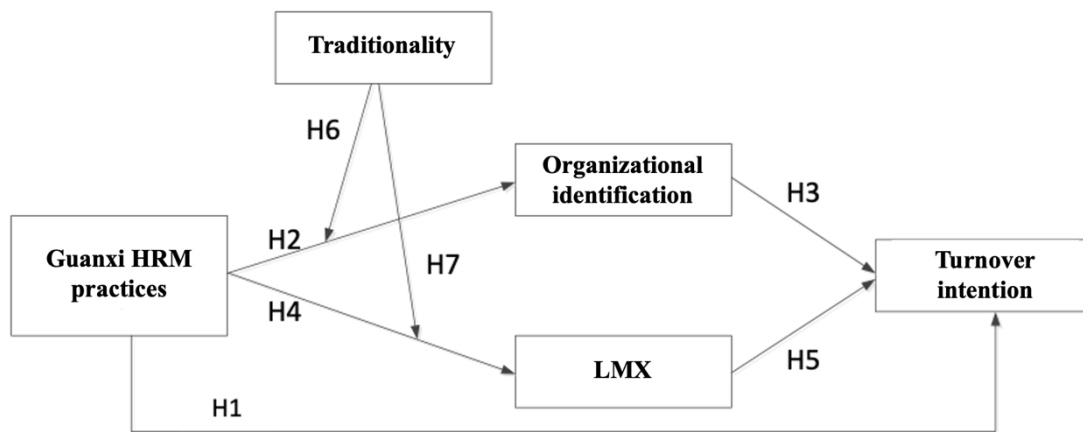 Traditionality
H6
Organizational
identification
H3
H2
Guanxi HRM
practices
H7
Turnover
intention
H4
LMX
H5
H1